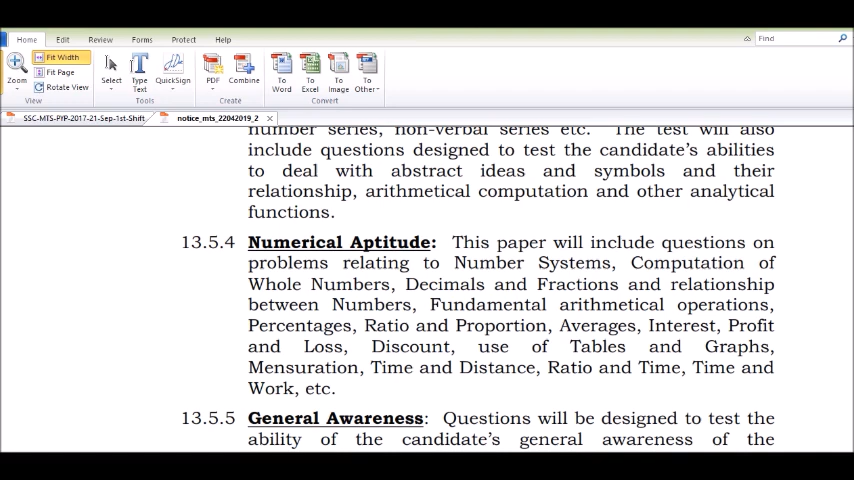 Home Edit Review Forms Protect Help
Find
Zoom
Fit Width
Fit Page
Rotate View
View
Select
Type Text
QuickSign
Tools
PDF
Combine
Create
To Word
To Excel
To Image
To Other
Convert
SSC-MTS-PYP-2017-21-Sep-1st-Shift
notice_mts_22042019_2
number series, non-verbal series etc. The test will also
include questions designed to test the candidate's abilities
to deal with abstract ideas and symbols and their
relationship, arithmetical computation and other analytical
functions.
13.5.4 Numerical Aptitude: This paper will include questions on
problems relating to Number Systems, Computation of
Whole Numbers, Decimals and Fractions and relationship
between Numbers, Fundamental arithmetical operations,
Percentages, Ratio and Proportion, Averages, Interest, Profit
and Loss, Discount, use of Tables and Graphs,
Mensuration, Time and Distance, Ratio and Time, Time and
Work, etc.
13.5.5 General Awareness: Questions will be designed to test the
ability of the candidate's general awareness of the